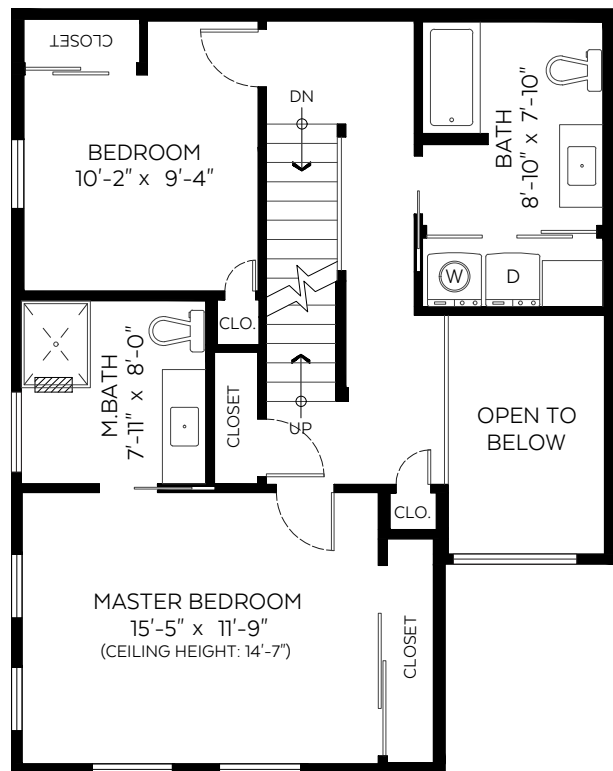 CLOSET
DN
BEDROOM
10'-2" x 9'-4"
BATH
8'-10" x 7'-10"
W
D
CLO.
M.BATH
7'-11" x 8'-0"
CLOSET
UP
OPEN TO
BELOW
CLO.
MASTER BEDROOM
15'-5" x 11'-9"
(CEILING HEIGHT: 14'-7")
CLOSET